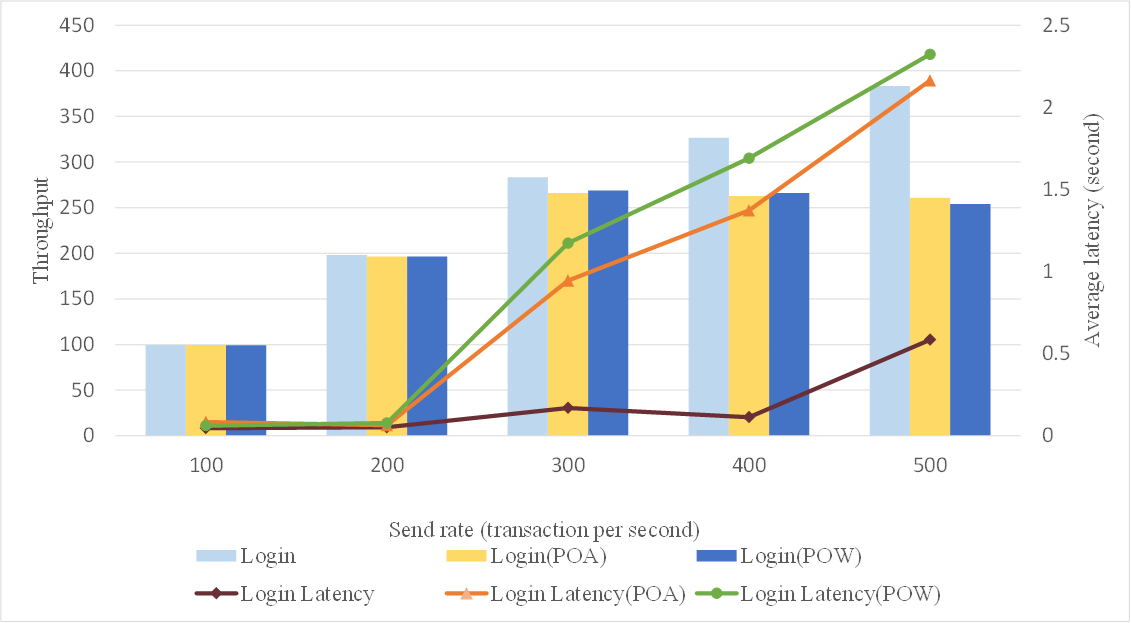 450
400
350
300
250
200
150
100
50
0
Throughput
2.5
2
1.5
1
0.5
0
Average latency (second)
100 200 300 400 500
Send rate (transaction per second)
Login Login(POA) Login(POW)
Login Latency Login Latency(POA) Login Latency(POW)